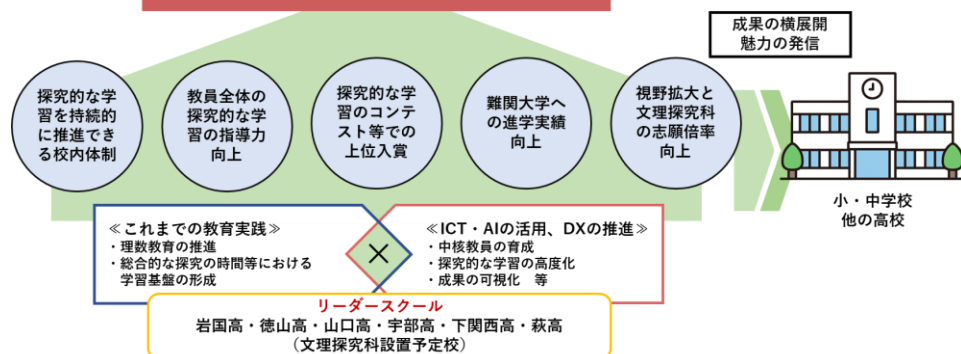 成果の横展開
魅力の発信
探究的な学
習を持続的
に推進でき
る校内体制
教員全体の
探究的な学
習の指導力
向上
探究的な学
習のコンテ
スト等での
上位入賞
難関大学へ
の進学実績
向上
視野拡大と
文理探究科
の志願倍率
向上
小・中学校
他の高校
≪これまでの教育実践≫
・理数教育の推進
・総合的な探究の時間等における
学習基盤の形成
×
≪ICT・AIの活用、DXの推進≫
・中核教員の育成
・探究的な学習の高度化
・成果の可視化　等
リーダースクール
岩国高・徳山高・山口高・宇部高・下関西高・萩高
（文理探究科設置予定校）